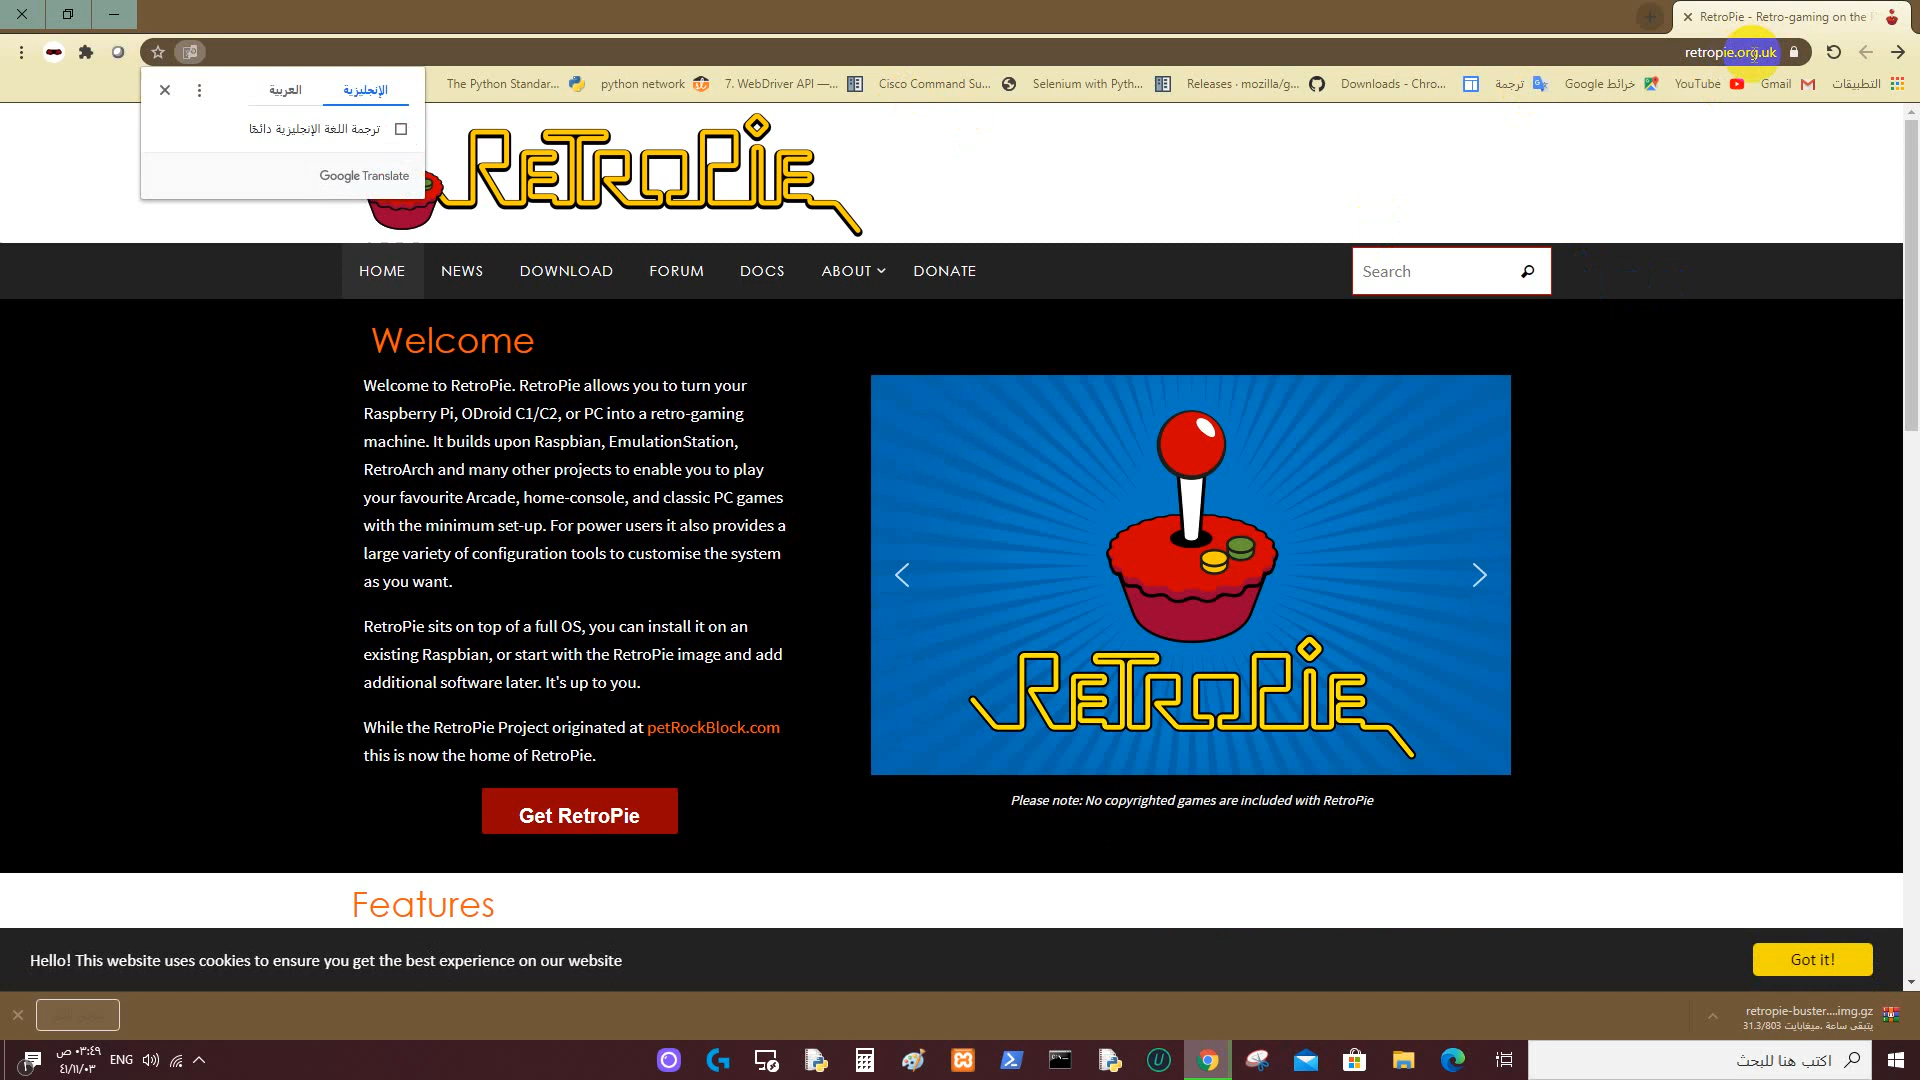 RetroPie - Retro-gaming on the
retropie.org.uk
التطبيقات
Gmail
YouTube
خرائط Google
ترجمة
Downloads - Chro...
Releases · mozilla/g...
Selenium with Pyth...
Cisco Command Su...
7. WebDriver API —...
python network
The Python Standar...
الإنجليزية
العربية
ترجمة اللغة الإنجليزية دائمًا
Google Translate
RETROPIE
HOME
NEWS
DOWNLOAD
FORUM
DOCS
ABOUT
DONATE
Search
Welcome
Welcome to RetroPie. RetroPie allows you to turn your
Raspberry Pi, ODroid C1/C2, or PC into a retro-gaming
machine. It builds upon Raspbian, EmulationStation,
RetroArch and many other projects to enable you to play
your favourite Arcade, home-console, and classic PC games
with the minimum set-up. For power users it also provides a
large variety of configuration tools to customise the system
as you want.
RetroPie sits on top of a full OS, you can install it on an
existing Raspbian, or start with the RetroPie image and add
additional software later. It's up to you.
While the RetroPie Project originated at petRockBlock.com
this is now the home of RetroPie.
Get RetroPie
RETROPIE
Please note: No copyrighted games are included with RetroPie
Features
Hello! This website uses cookies to ensure you get the best experience on our website
Got it!
retropie-buster....img.gz
31.3/803 ميغابايت. يتبقى ساعة
اكتب هنا للبحث
ENG
٠٣:٤٩ ص
٤١/١١/٠٣